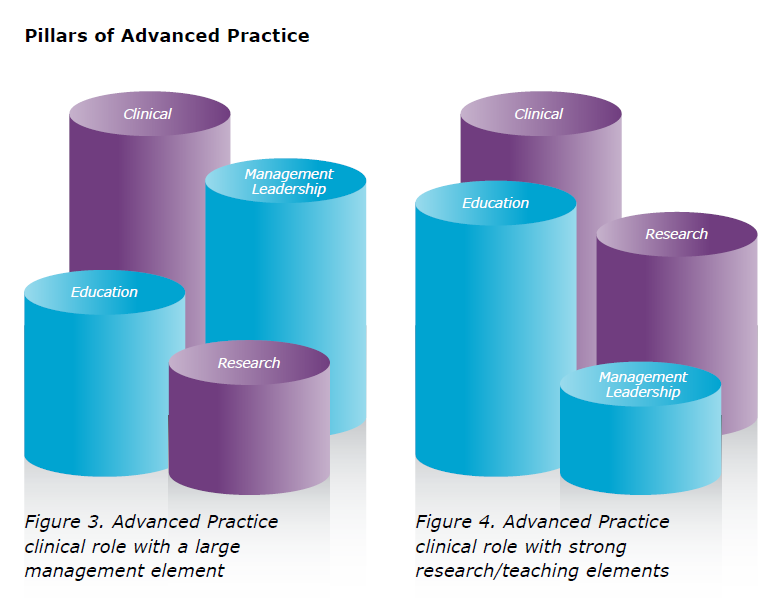 Pillars of Advanced Practice
Clinical
Management
Leadership
Education
Research
Figure 3. Advanced Practice
clinical role with a large
management element
Clinical
Education
Research
Management
Leadership
Figure 4. Advanced Practice
clinical role with strong
research/teaching elements